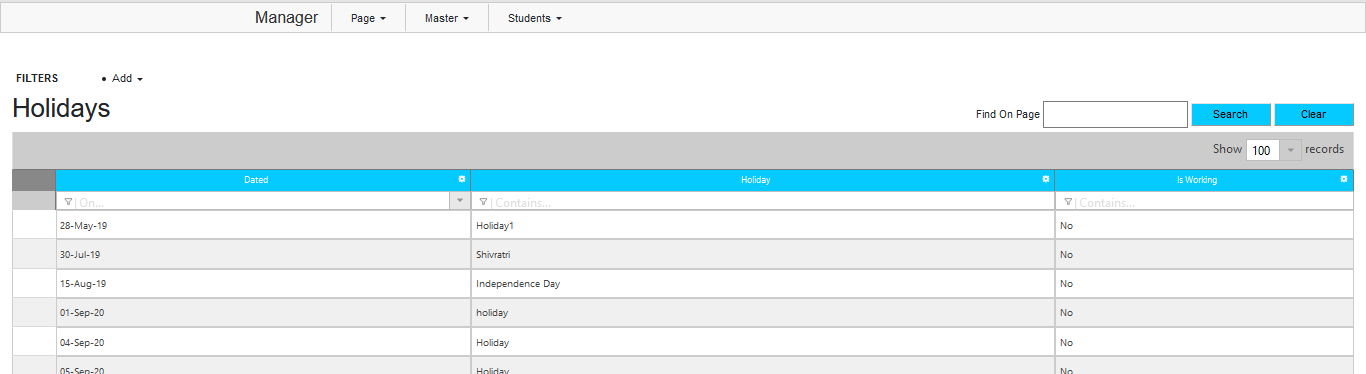 Manager Page Master Students
FILTERS • Add
Holidays
Find On Page Search Clear
Show 100 records
Dated Holiday Is Working
On... Contains... Contains...
28-May-19 Holiday1 No
30-Jul-19 Shivratri No
15-Aug-19 Independence Day No
01-Sep-20 holiday No
04-Sep-20 Holiday No
05-Sep-20 Holiday No